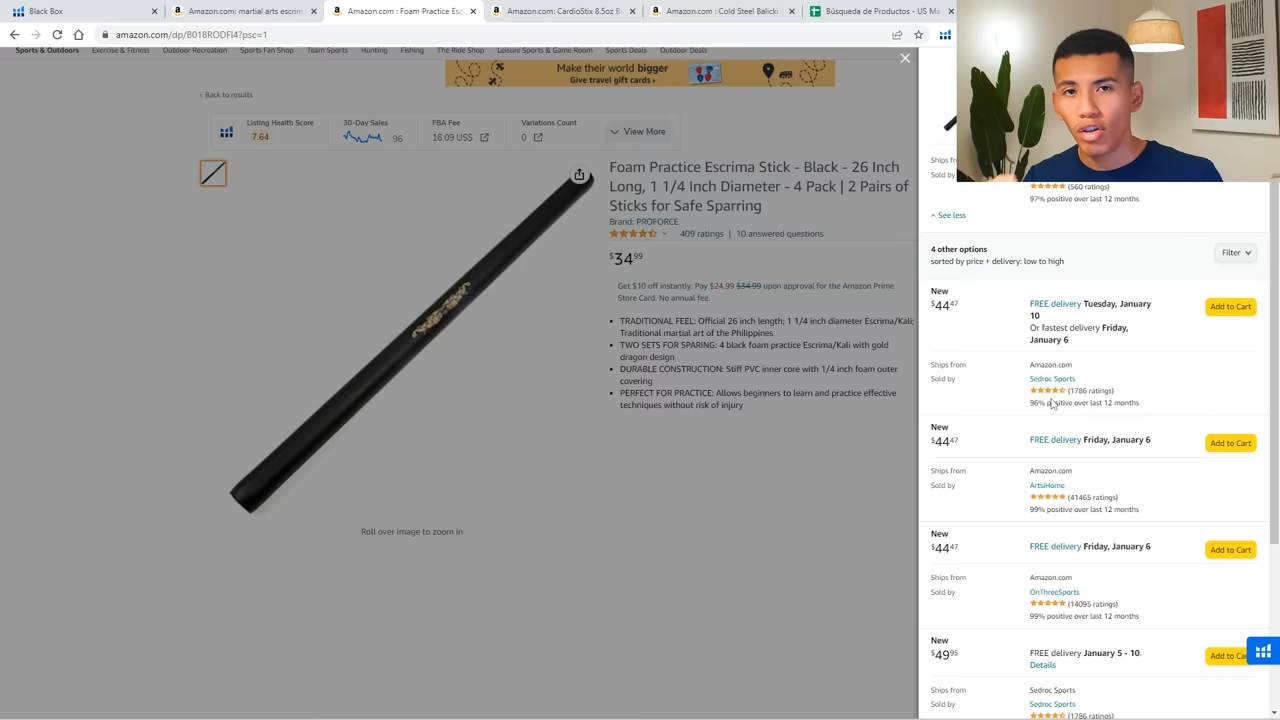 Black Box
Amazon.com: martial arts escrim
Amazon.com : Foam Practice Esc
Amazon.com: CardioStix 8.5oz B
Amazon.com : Cold Steel Balicki
Búsqueda de Productos - US Ma
amazon.com/dp/B018RODFI4?psc=1
Sports & Outdoors Exercise & Fitness Outdoor Recreation Sports Fan Shop Team Sports Hunting Fishing The Ride Shop Leisure Sports & Game Room Sports Deals Outdoor Deals
Make their world bigger
Give travel gift cards ›
‹ Back to results
Listing Health Score
7.64
30-Day Sales
96
FBA Fee
16,09 US$
Variations Count
0
View More
Foam Practice Escrima Stick - Black - 26 Inch
Long, 1 1/4 Inch Diameter - 4 Pack | 2 Pairs of
Sticks for Safe Sparring
Brand: PROFORCE
409 ratings | 10 answered questions
$3499
Get $10 off instantly: Pay $24.99 $34.99 upon approval for the Amazon Prime
Store Card. No annual fee.
• TRADITIONAL FEEL: Official 26 inch length; 1 1/4 inch diameter Escrima/Kali;
Traditional martial art of the Philippines
• TWO SETS FOR SPARING: 4 black foam practice Escrima/Kali with gold
dragon design
• DURABLE CONSTRUCTION: Stiff PVC inner core with 1/4 inch foam outer
covering
• PERFECT FOR PRACTICE: Allows beginners to learn and practice effective
techniques without risk of injury
Roll over image to zoom in
Ships
Sold by
(560 ratings)
97% positive over last 12 months
See less
4 other options
sorted by price + delivery: low to high
Filter
New
$4447
FREE delivery Tuesday, January
10
Or fastest delivery Friday,
January 6
Add to Cart
Ships from Amazon.com
Sold by Sedroc Sports
(1786 ratings)
96% positive over last 12 months
New
$4447
FREE delivery Friday, January 6
Add to Cart
Ships from Amazon.com
Sold by ArtsiHome
(41465 ratings)
99% positive over last 12 months
New
$4447
FREE delivery Friday, January 6
Add to Cart
Ships from Amazon.com
Sold by OnThreeSports
(14095 ratings)
99% positive over last 12 months
New
$4995
FREE delivery January 5 - 10.
Details
Add to Ca
Ships from Sedroc Sports
Sold by Sedroc Sports
(1786 ratings)